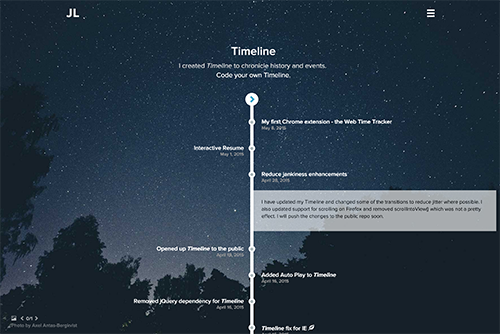 JL
Timeline
I created Timeline to chronicle history and events.
Code your own Timeline.
My first Chrome extension - the Web Time Tracker
May 8, 2015
Interactive Resume
May 1, 2015
Reduce jankiness enhancements
April 20, 2015
I have updated my Timeline and changed some of the transitions to reduce jitter where possible. I
also updated support for scrolling on Firefox and removed scrollIntoView() which was not a pretty
effect. I will push the changes to the public repo soon.
Opened up Timeline to the public
April 19, 2015
Added Auto Play to Timeline
April 16, 2015
Removed jQuery dependency for Timeline
April 16, 2015
Timeline fix for IE
Photo by Axel Antas-Bergkvist